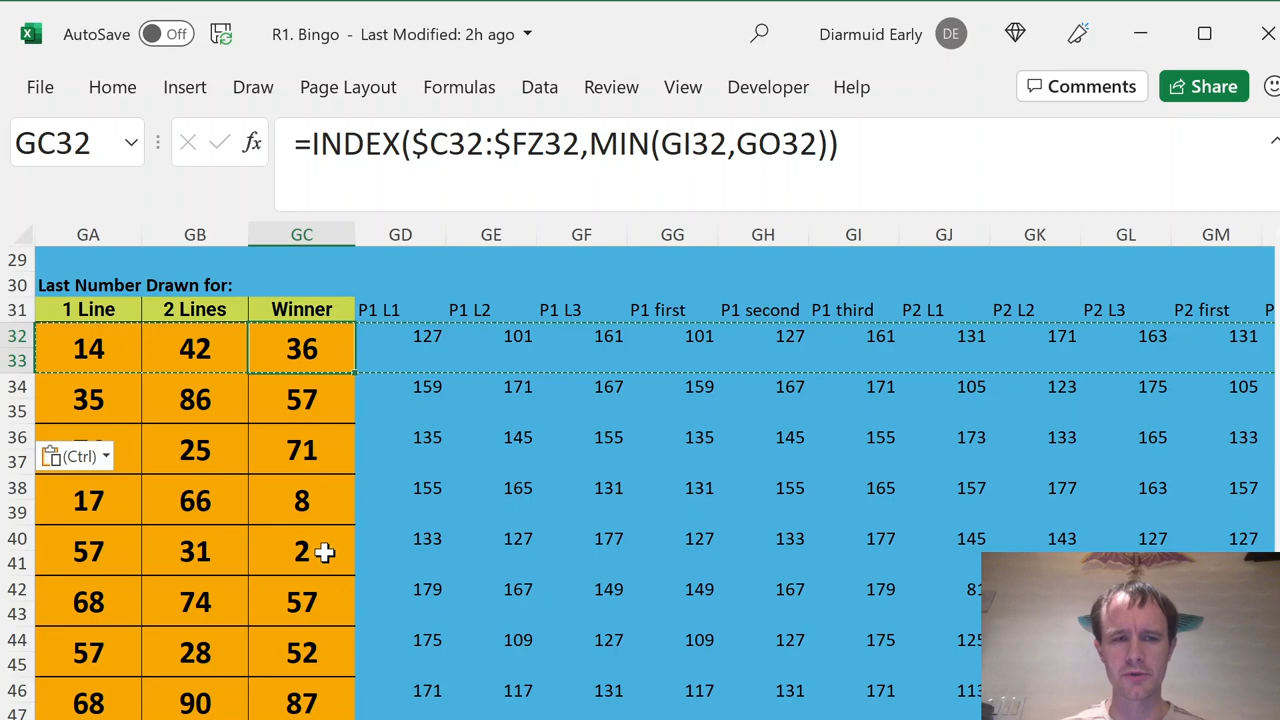 AutoSave Off R1. Bingo - Last Modified: 2h ago Diarmuid Early DE
File Home Insert Draw Page Layout Formulas Data Review View Developer Help Comments Share
GC32 fx =INDEX($C32:$FZ32,MIN(GI32,GO32))
GA GB GC GD GE GF GG GH GI GJ GK GL GM
29
30 Last Number Drawn for:
31 1 Line 2 Lines Winner P1 L1 P1 L2 P1 L3 P1 first P1 second P1 third P2 L1 P2 L2 P2 L3 P2 first P
32 14 42 36 127 101 161 101 127 161 131 171 163 131
33
34 35 86 57 159 171 167 159 167 171 105 123 175 105
35
36 25 71 135 145 155 135 145 155 173 133 165 133
37 (Ctrl)
38 17 66 8 155 165 131 131 155 165 157 177 163 157
39
40 57 31 2 133 127 177 127 133 177 145 143 127 127
41
42 68 74 57 179 167 149 149 167 179
43
44 57 28 52 175 109 127 109 127 175
45
46 68 90 87 171 117 131 117 131 171
47